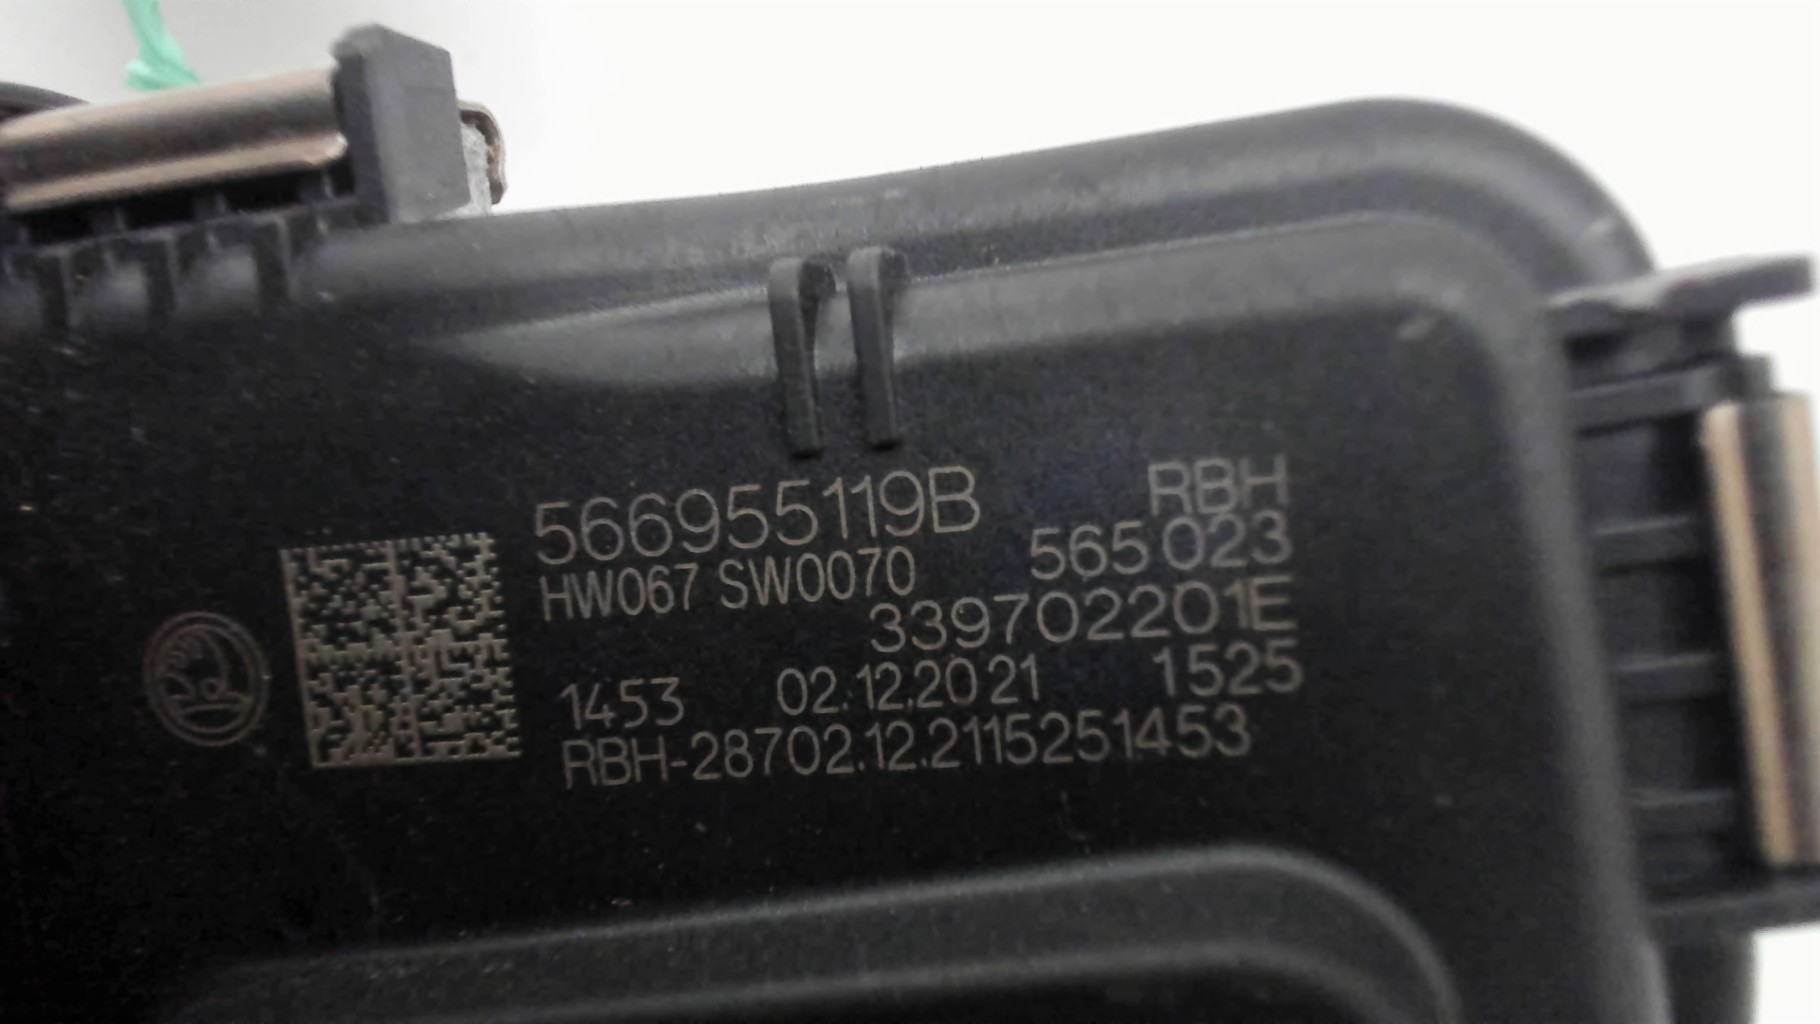 566955119B RBH
HW067 SW0070 565 023
339702201E
1453 02.12.2021 1525
RBH-28702.12.2115251453